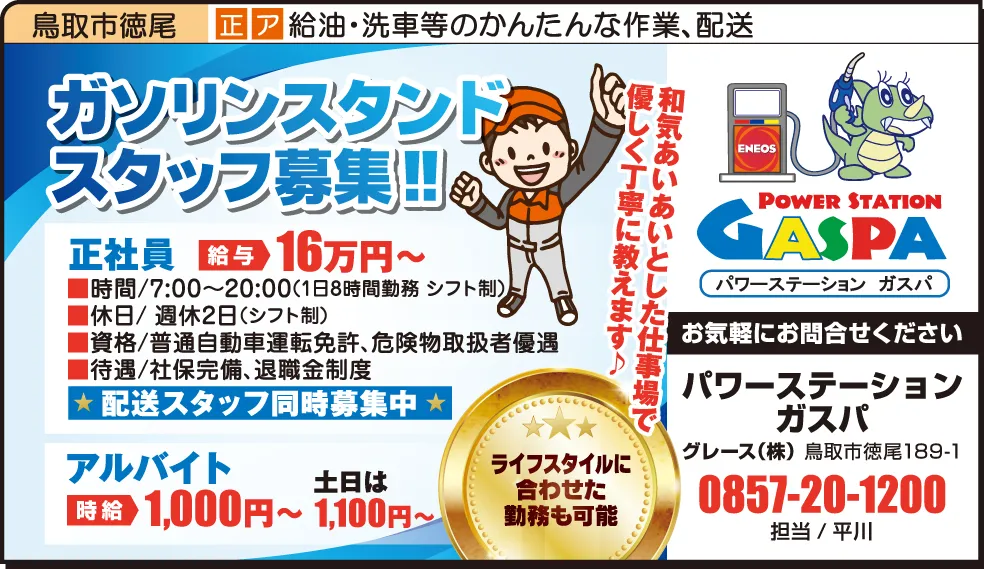 鳥取市徳尾
正 ア 給油・洗車等のかんたんな作業、配送
ガソリンスタンド
スタッフ募集!!
和気あいあいとした仕事場で
優しく丁寧に教えます♪
正社員 給与 16万円～
■時間/7:00～20:00(1日8時間勤務 シフト制)
■休日/ 週休2日(シフト制)
■資格/普通自動車運転免許、危険物取扱者優遇
■待遇/社保完備、退職金制度
★ 配送スタッフ同時募集中 ★
アルバイト
時給 1,000円～
土日は
1,100円～
ライフスタイルに
合わせた
勤務も可能
ENEOS
POWER STATION
GASPA
パワーステーション ガスパ
お気軽にお問合せください
パワーステーション
ガスパ
グレース(株) 鳥取市徳尾189-1
0857-20-1200
担当 / 平川